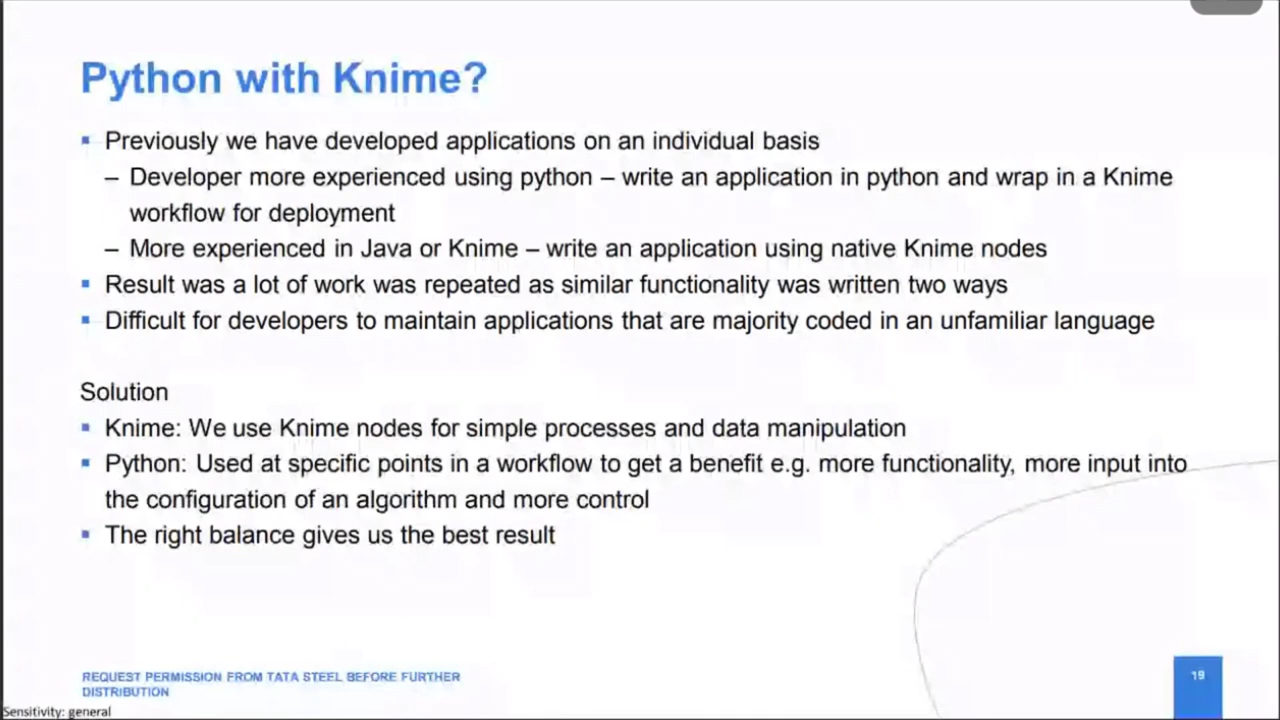 Python with Knime?
▪ Previously we have developed applications on an individual basis
– Developer more experienced using python – write an application in python and wrap in a Knime
workflow for deployment
– More experienced in Java or Knime – write an application using native Knime nodes
▪ Result was a lot of work was repeated as similar functionality was written two ways
▪ Difficult for developers to maintain applications that are majority coded in an unfamiliar language
Solution
▪ Knime: We use Knime nodes for simple processes and data manipulation
▪ Python: Used at specific points in a workflow to get a benefit e.g. more functionality, more input into
the configuration of an algorithm and more control
▪ The right balance gives us the best result
REQUEST PERMISSION FROM TATA STEEL BEFORE FURTHER
DISTRIBUTION
19
Sensitivity: general